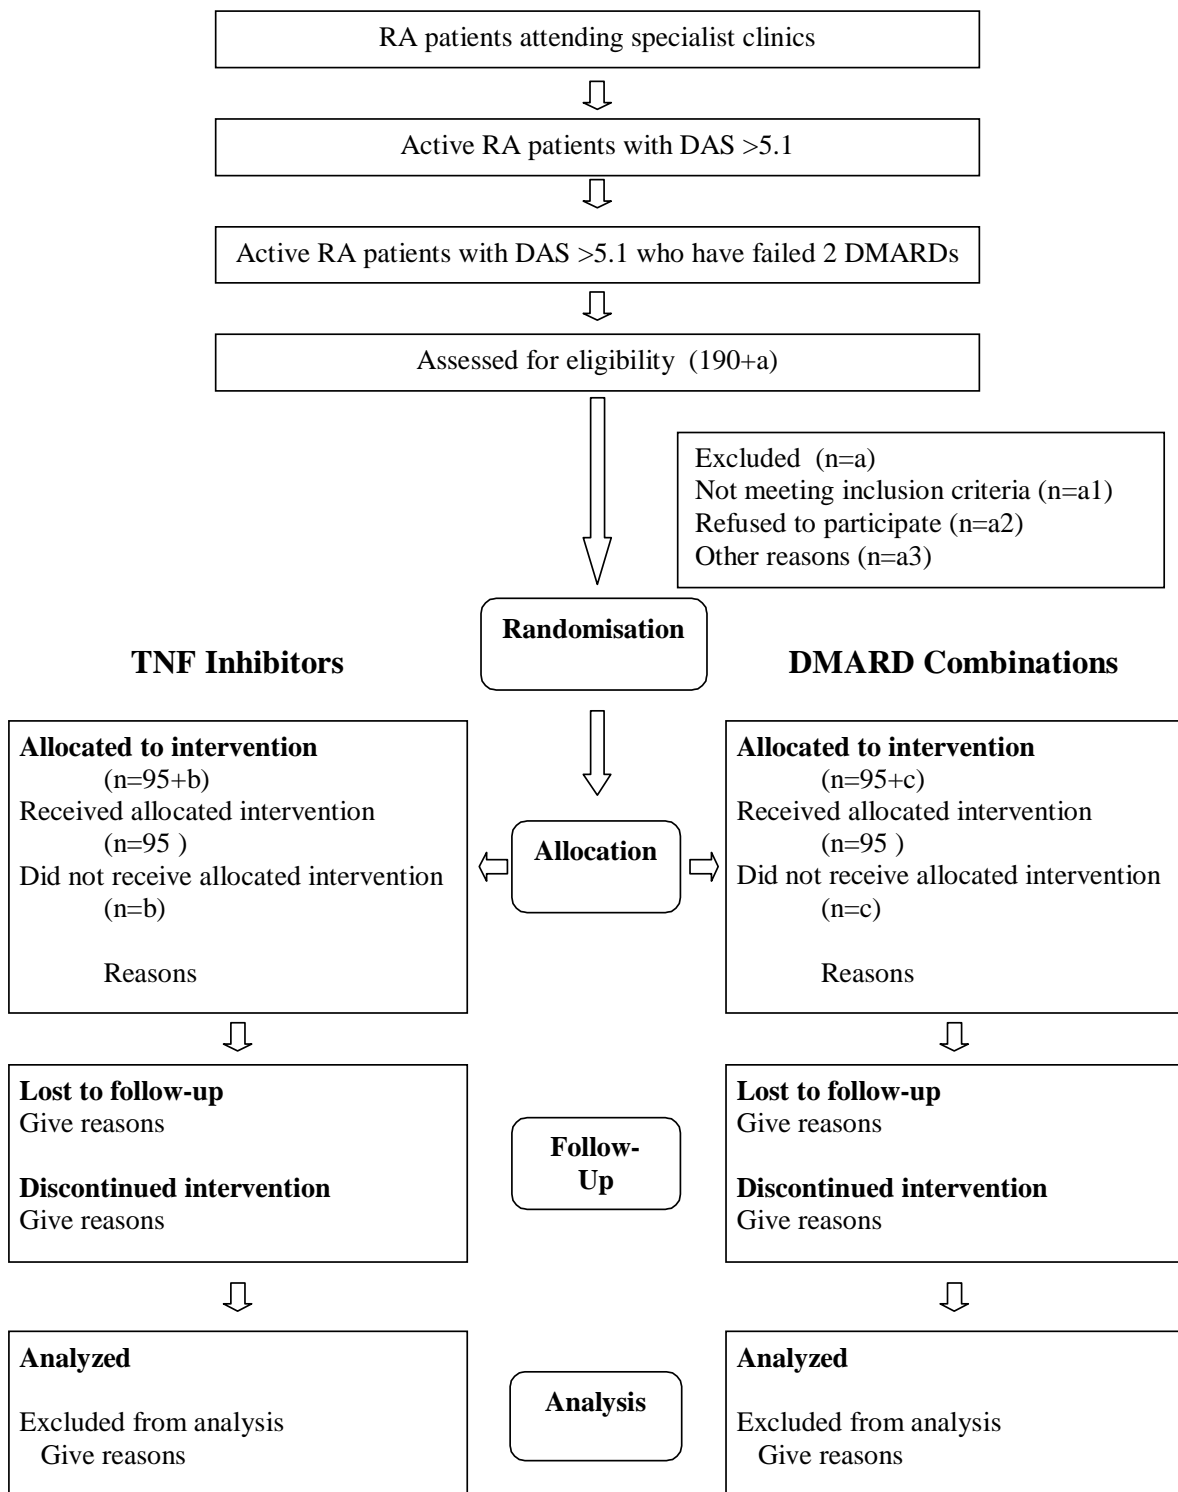 RA patients attending specialist clinics
Active RA patients with DAS >5.1
Active RA patients with DAS >5.1 who have failed 2 DMARDs
Assessed for eligibility  (190+a)
Excluded  (n=a)
Not meeting inclusion criteria (n=a1)
Refused to participate (n=a2)
Other reasons (n=a3)
Randomisation
TNF Inhibitors
DMARD Combinations
Allocated to intervention
(n=95+b)
Received allocated intervention
(n=95 )
Did not receive allocated intervention
(n=b)
Reasons
Allocation
Allocated to intervention
(n=95+c)
Received allocated intervention
(n=95 )
Did not receive allocated intervention
(n=c)
Reasons
Lost to follow-up
Give reasons
Discontinued intervention
Give reasons
Follow-
Up
Lost to follow-up
Give reasons
Discontinued intervention
Give reasons
Analyzed
Excluded from analysis
Give reasons
Analysis
Analyzed
Excluded from analysis
Give reasons